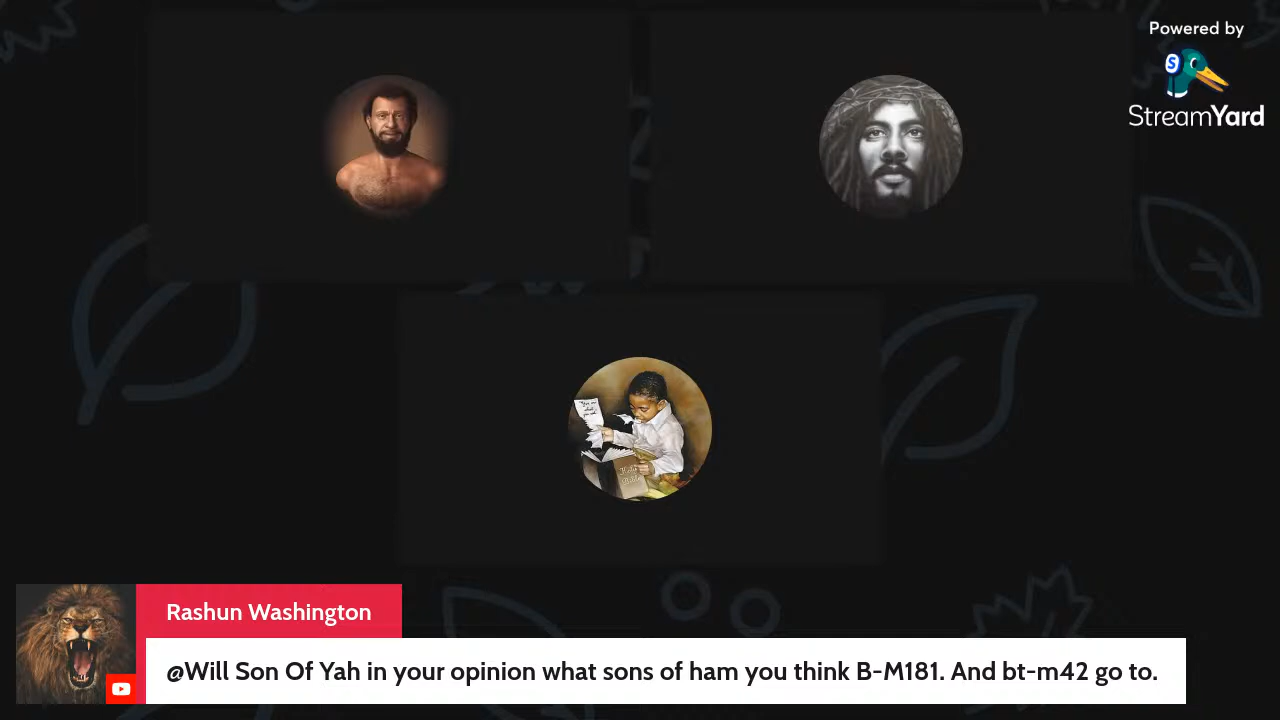 Powered by
StreamYard
Rashun Washington
@Will Son Of Yah in your opinion what sons of ham you think B-M181. And bt-m42 go to.